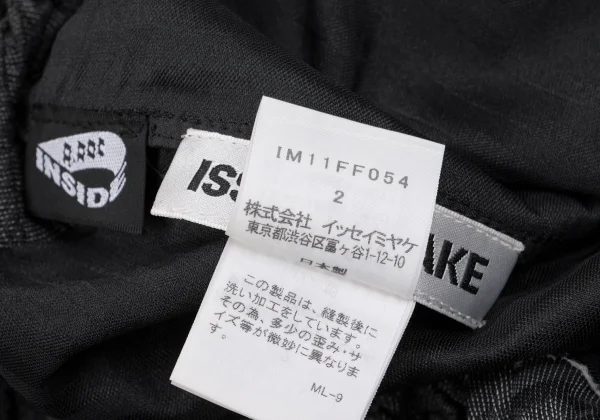 INSIDE
ISS
AKE
IM11FF054
2
株式会社 イッセイミヤケ
東京都渋谷区富ヶ谷1-12-10
日本製
この製品は、縫製後に
洗い加工をしています。
その為、多少の歪み・サ
イズ等が微妙に異なりま
す。
ML-9